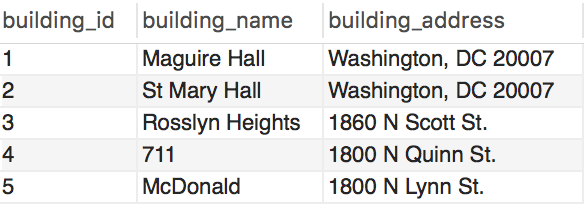 building_id building_name building_address
1 Maguire Hall Washington, DC 20007
2 St Mary Hall Washington, DC 20007
3 Rosslyn Heights 1860 N Scott St.
4 711 1800 N Quinn St.
5 McDonald 1800 N Lynn St.